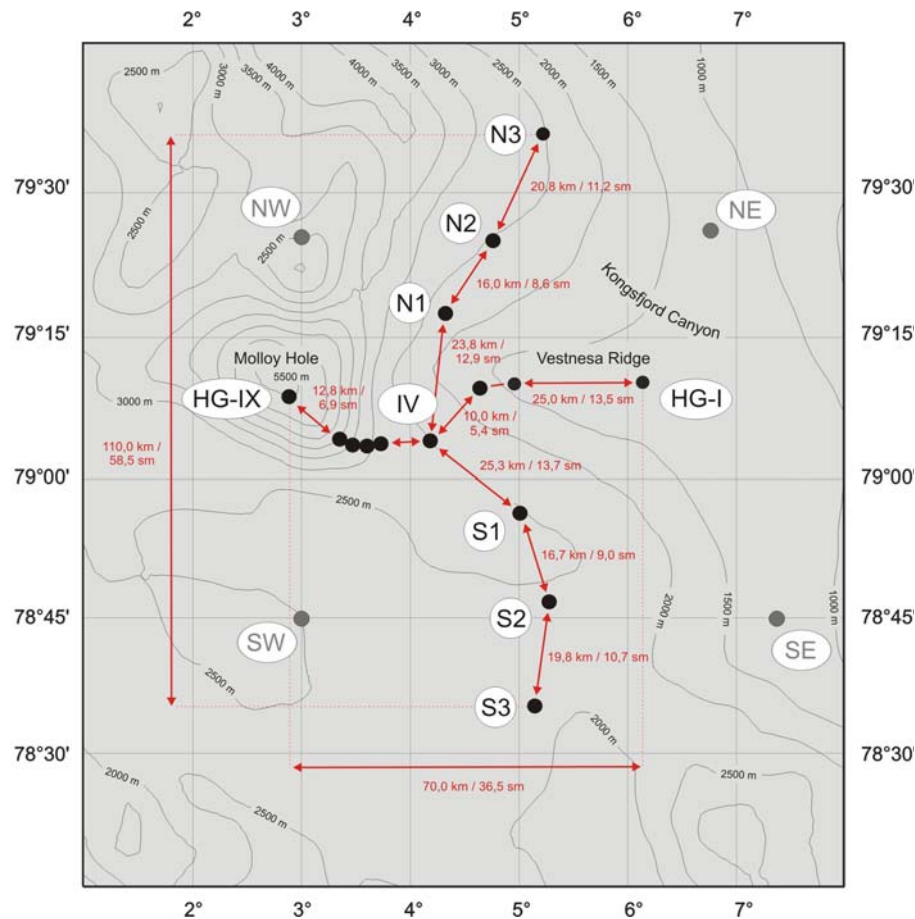 2° 3° 4° 5° 6° 7°
2500 m
3000 m
3500 m
4000 m
4000 m
3500 m
3000 m
2500 m
2000 m
1500 m
1000 m
N3
79°30'
79°30'
20,8 km / 11,2 sm
NW
NE
2500 m
2500 m
N2
16,0 km / 8,6 sm
Kongsfjord Canyon
N1
79°15'
79°15'
23,8 km /
12,9 sm
Molloy Hole
5500 m
Vestnesa Ridge
HG-IX
12,8 km /
6,9 sm
IV
10,0 km /
5,4 sm
25,0 km / 13,5 sm
HG-I
3000 m
110,0 km /
58,5 sm
25,3 km / 13,7 sm
79°00'
79°00'
2500 m
S1
16,7 km / 9,0 sm
2000 m
1500 m
1000 m
78°45'
78°45'
SW
S2
SE
19,8 km / 10,7 sm
2500 m
S3
2000 m
78°30'
78°30'
70,0 km / 36,5 sm
2000 m
2500 m
2500 m
2° 3° 4° 5° 6° 7°